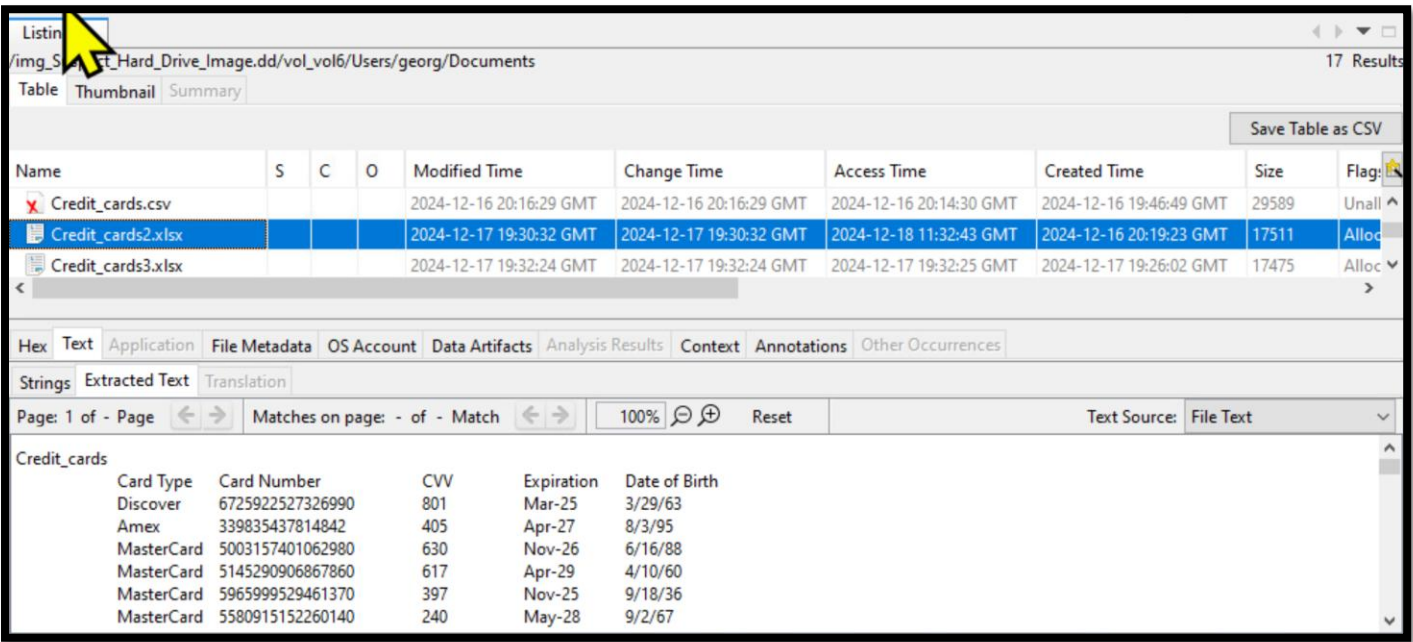 /vol_vol6/Users/georg/Documents 17 Results
Table Thumbnail Summary
Save Table as CSV
Name S C O Modified Time Change Time Access Time Created Time Size
Credit_cards.csv 2024-12-16 20:16:29 GMT 2024-12-16 20:16:29 GMT 2024-12-16 20:14:30 GMT 2024-12-16 19:46:49 GMT 29589 Unall
Credit_cards2.xlsx 2024-12-17 19:30:32 GMT 2024-12-17 19:30:32 GMT 2024-12-18 11:32:43 GMT 2024-12-16 20:19:23 GMT 17511 Alloc
Credit_cards3.xlsx 2024-12-17 19:32:24 GMT 2024-12-17 19:32:24 GMT 2024-12-17 19:32:25 GMT 2024-12-17 19:26:02 GMT 17475 Alloc
Hex Text Application File Metadata OS Account Data Artifacts Analysis Results Context Annotations Other Occurrences
Strings Extracted Text Translation
Page: 1 of - Page Matches on page: - of - Match 100% Reset Text Source: File Text
Credit_cards
Card Type Card Number CVV Expiration Date of Birth
Discover 6725922527326990 801 Mar-25 3/29/63
Amex 339835437814842 405 Apr-27 8/3/95
MasterCard 5003157401062980 630 Nov-26 6/16/88
MasterCard 5145290906867860 617 Apr-29 4/10/60
MasterCard 5965999529461370 397 Nov-25 9/18/36
MasterCard 5580915152260140 240 May-28 9/2/67